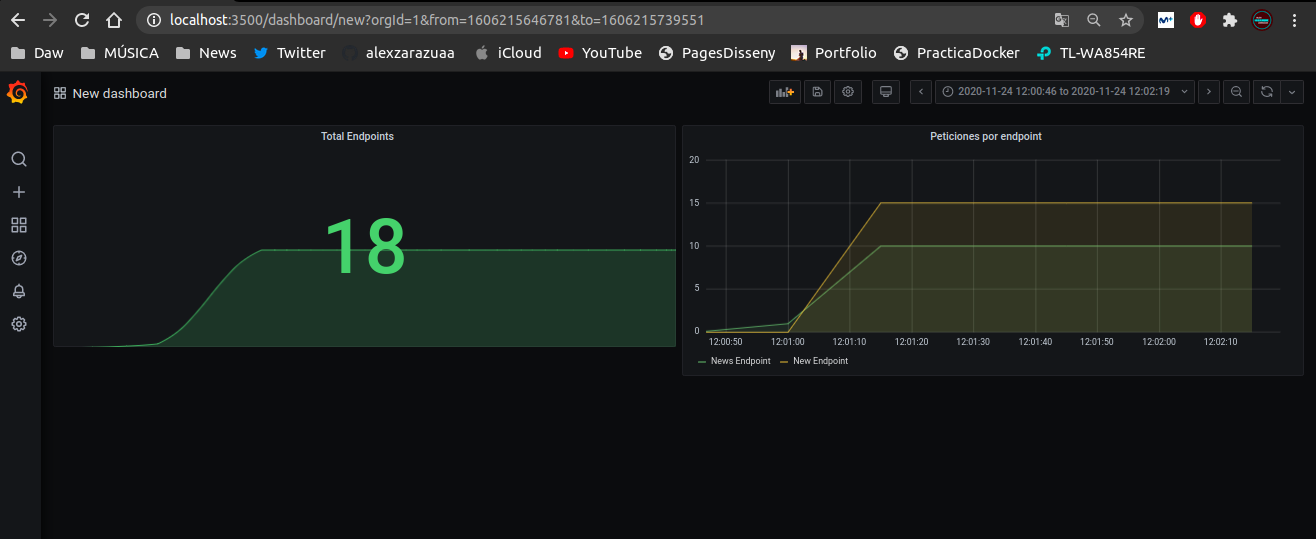 localhost:3500/dashboard/new?orgId=1&from=1606215646781&to=1606215739551
Daw MÚSICA News Twitter alexzarazuaa iCloud YouTube PagesDisseny Portfolio PracticaDocker TL-WA854RE
New dashboard 2020-11-24 12:00:46 to 2020-11-24 12:02:19
Total Endpoints
18
Peticiones por endpoint
20
15
10
5
0
12:00:50 12:01:00 12:01:10 12:01:20 12:01:30 12:01:40 12:01:50 12:02:00 12:02:10
News Endpoint New Endpoint